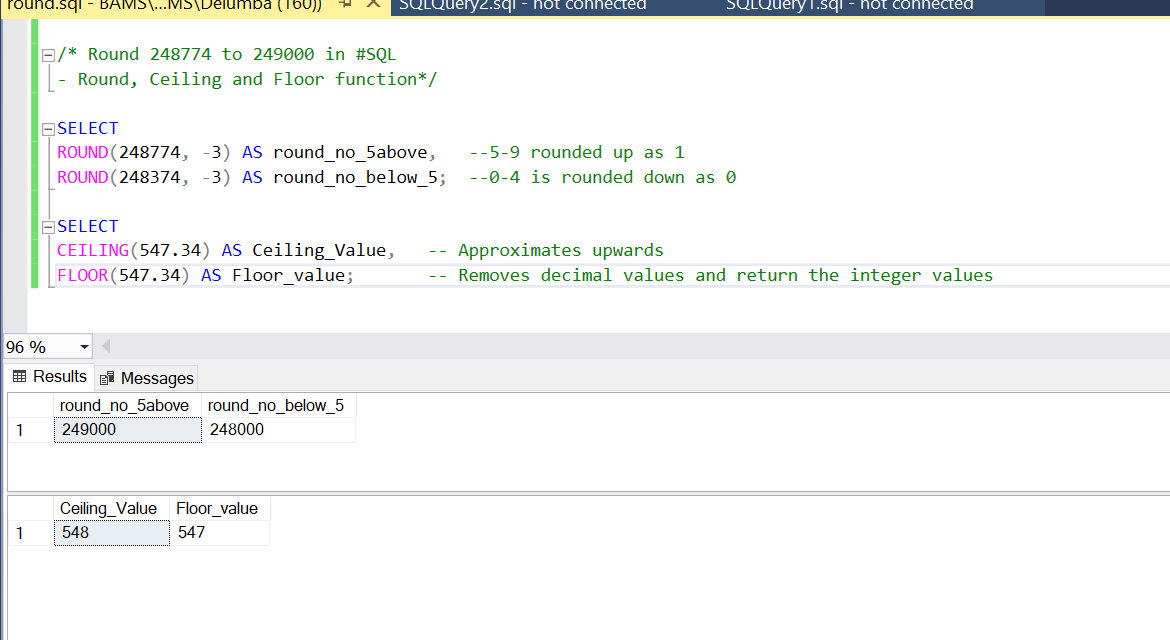 round.sql - BAMS\...MS\Delumba (160)) SQLQuery2.sql - not connected SQLQuery1.sql - not connected
/* Round 248774 to 249000 in #SQL
- Round, Ceiling and Floor function*/
SELECT
ROUND(248774, -3) AS round_no_5above, --5-9 rounded up as 1
ROUND(248374, -3) AS round_no_below_5; --0-4 is rounded down as 0
SELECT
CEILING(547.34) AS Ceiling_Value, -- Approximates upwards
FLOOR(547.34) AS Floor_value; -- Removes decimal values and return the integer values
96 %
Results Messages
round_no_5above round_no_below_5
1 249000 248000
Ceiling_Value Floor_value
1 548 547